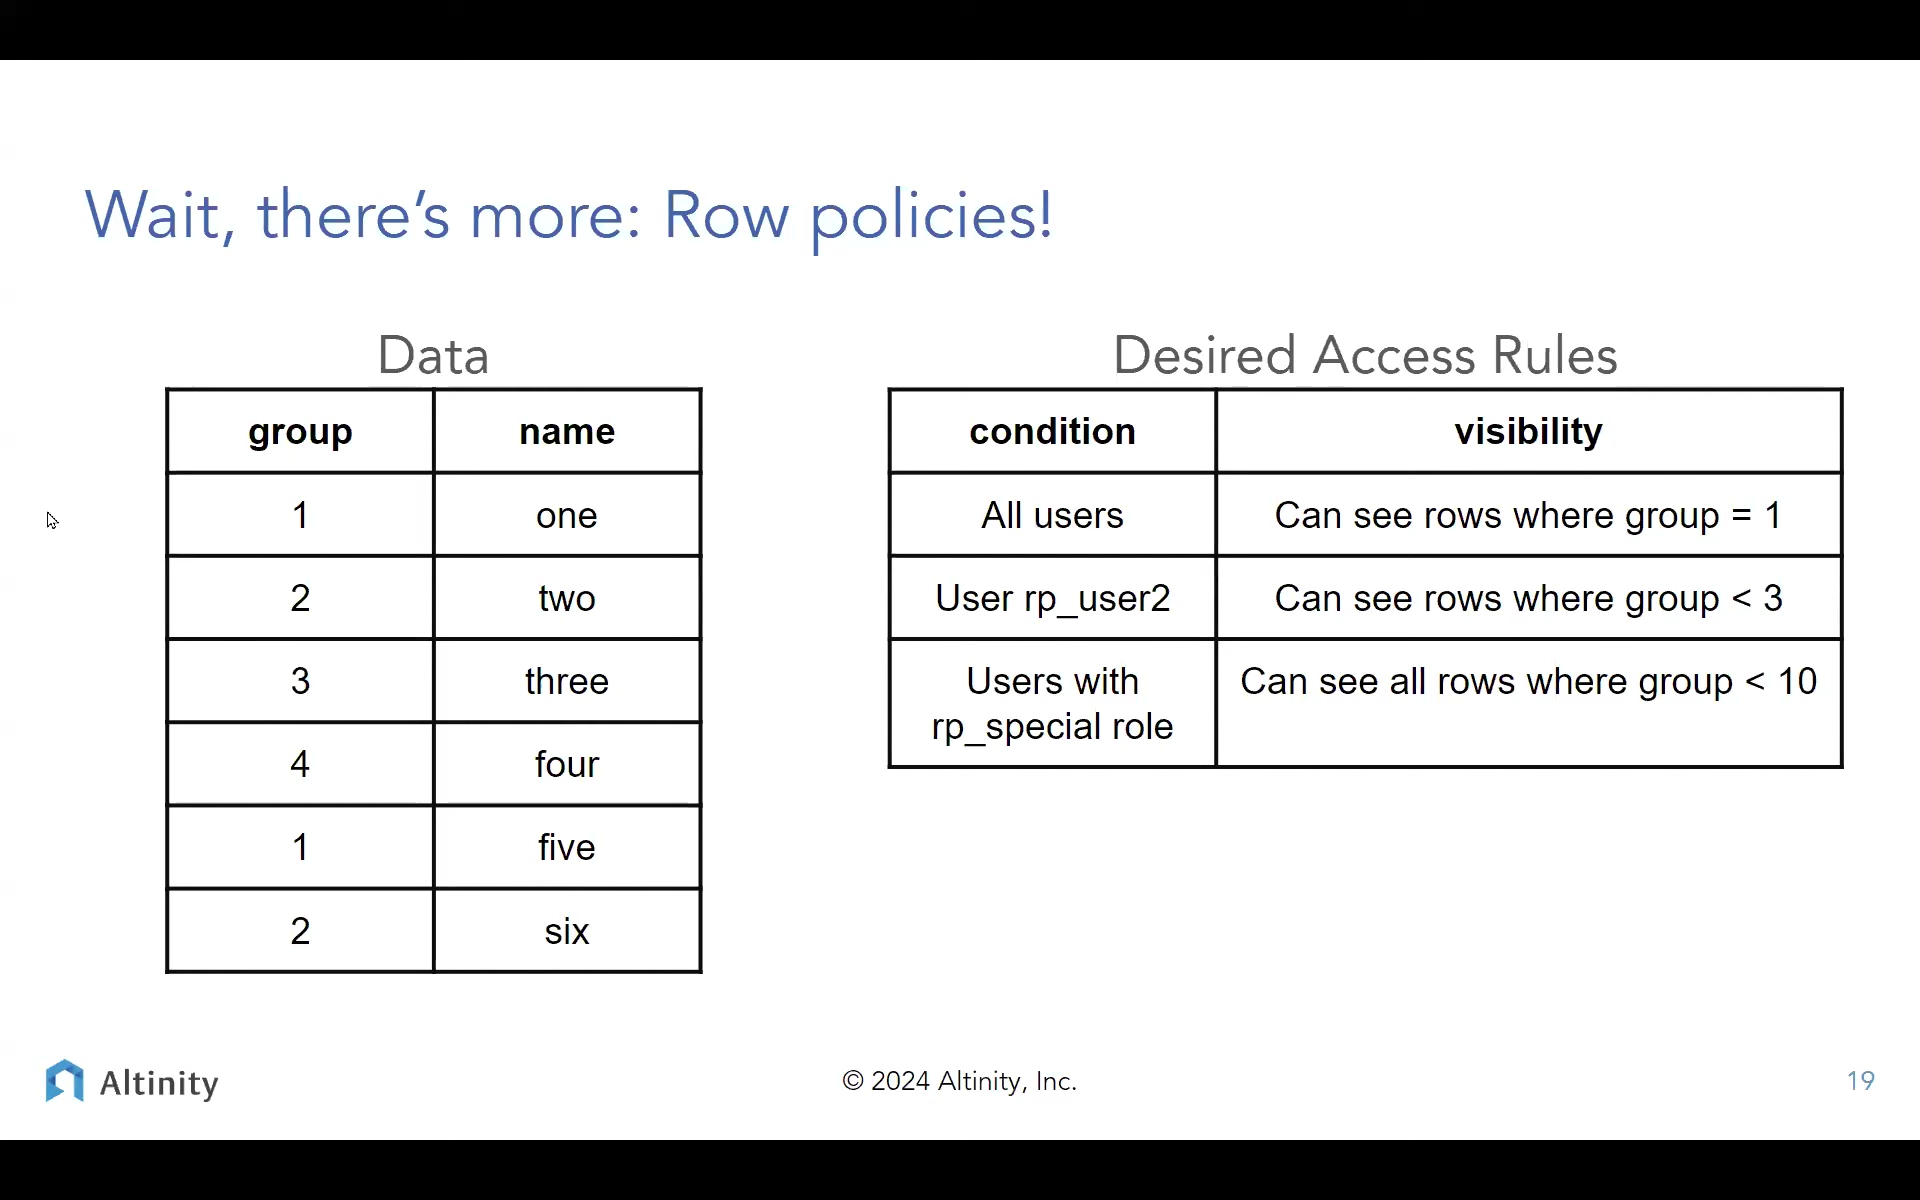 Wait, there’s more: Row policies!
Data
group name
1 one
2 two
3 three
4 four
1 five
2 six
Desired Access Rules
condition visibility
All users Can see rows where group = 1
User rp_user2 Can see rows where group < 3
Users with Can see all rows where group < 10
rp_special role
Altinity
© 2024 Altinity, Inc.
19